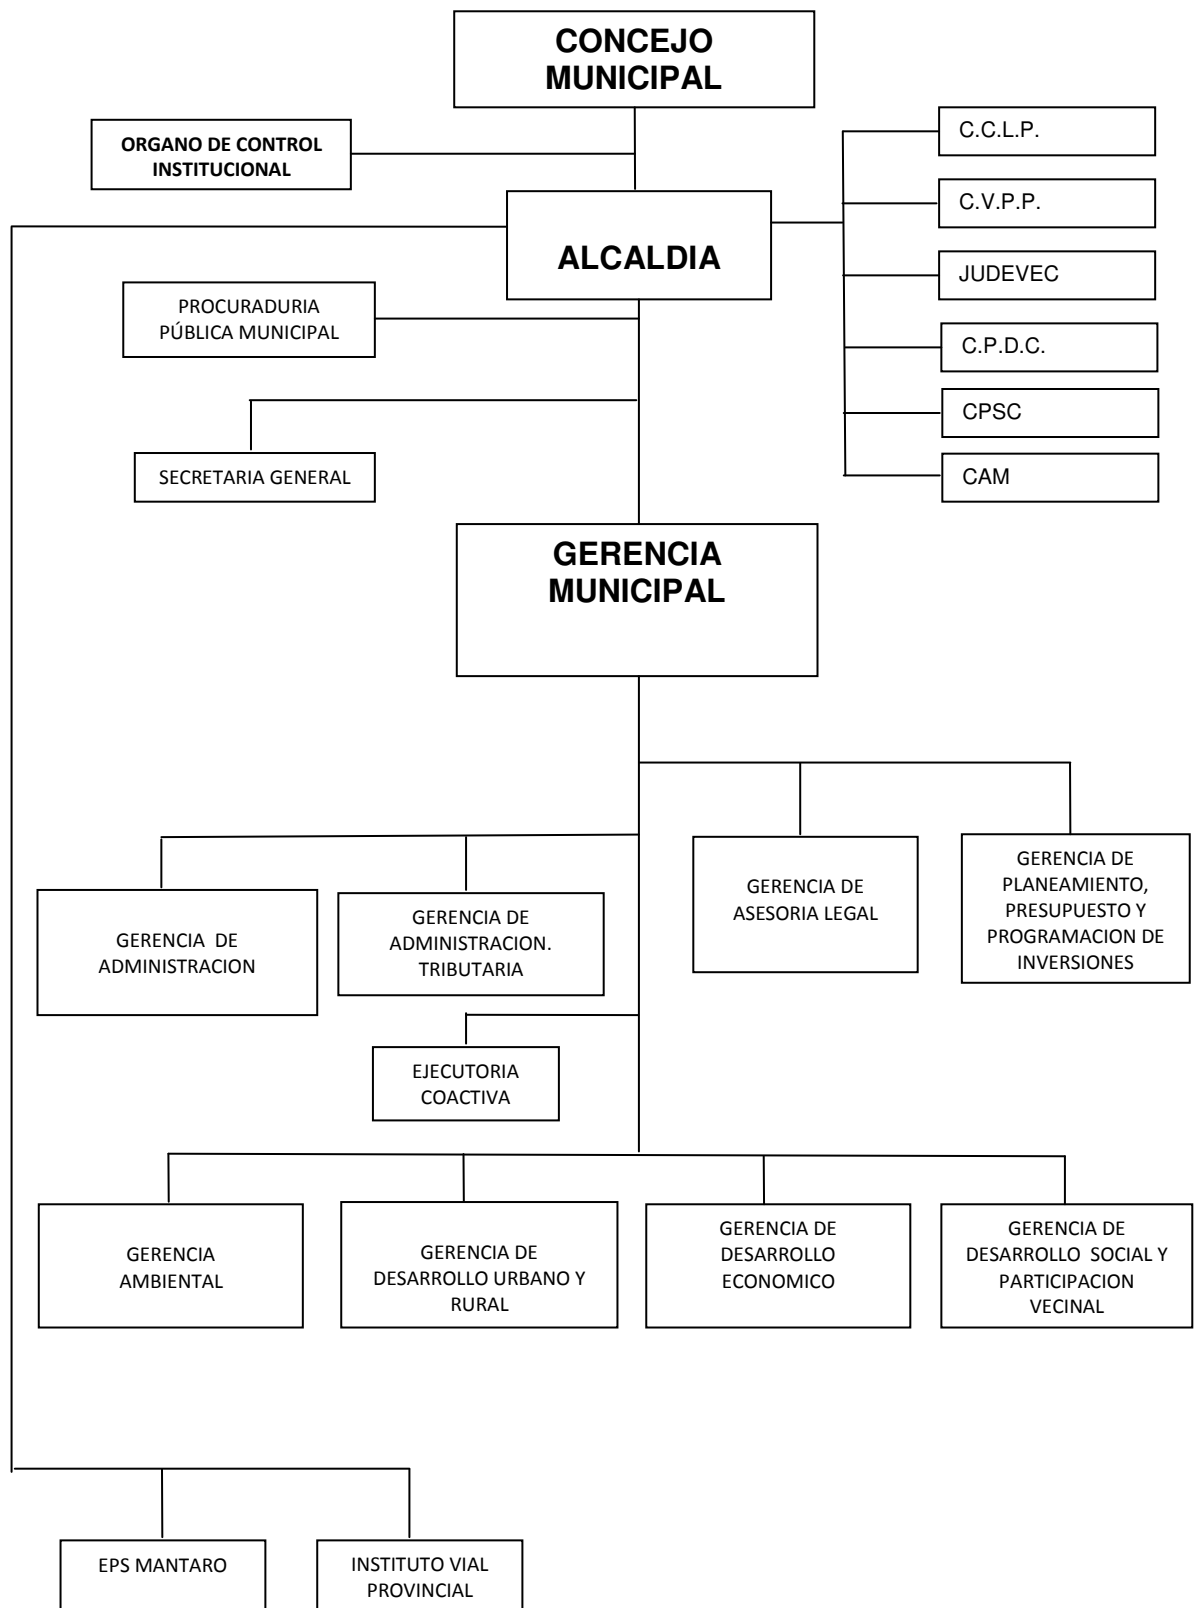 CONCEJO
MUNICIPAL
ORGANO DE CONTROL
INSTITUCIONAL
C.C.L.P.
C.V.P.P.
ALCALDIA
JUDEVEC
PROCURADURIA
PÚBLICA MUNICIPAL
C.P.D.C.
CPSC
SECRETARIA GENERAL
CAM
GERENCIA
MUNICIPAL
GERENCIA DE
ADMINISTRACION
GERENCIA DE
ADMINISTRACION.
TRIBUTARIA
GERENCIA DE
ASESORIA LEGAL
GERENCIA DE
PLANEAMIENTO,
PRESUPUESTO Y
PROGRAMACION DE
INVERSIONES
EJECUTORIA
COACTIVA
GERENCIA
AMBIENTAL
GERENCIA DE
DESARROLLO URBANO Y
RURAL
GERENCIA DE
DESARROLLO
ECONOMICO
GERENCIA DE
DESARROLLO SOCIAL Y
PARTICIPACION
VECINAL
EPS MANTARO
INSTITUTO VIAL
PROVINCIAL